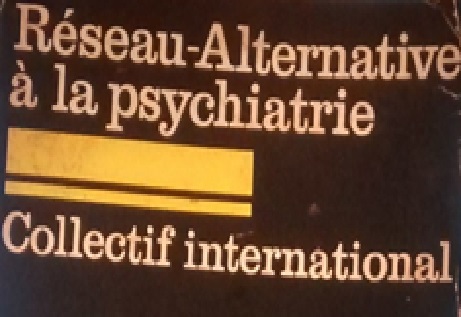 Réseau-Alternative
à la psychiatrie
Collectif international